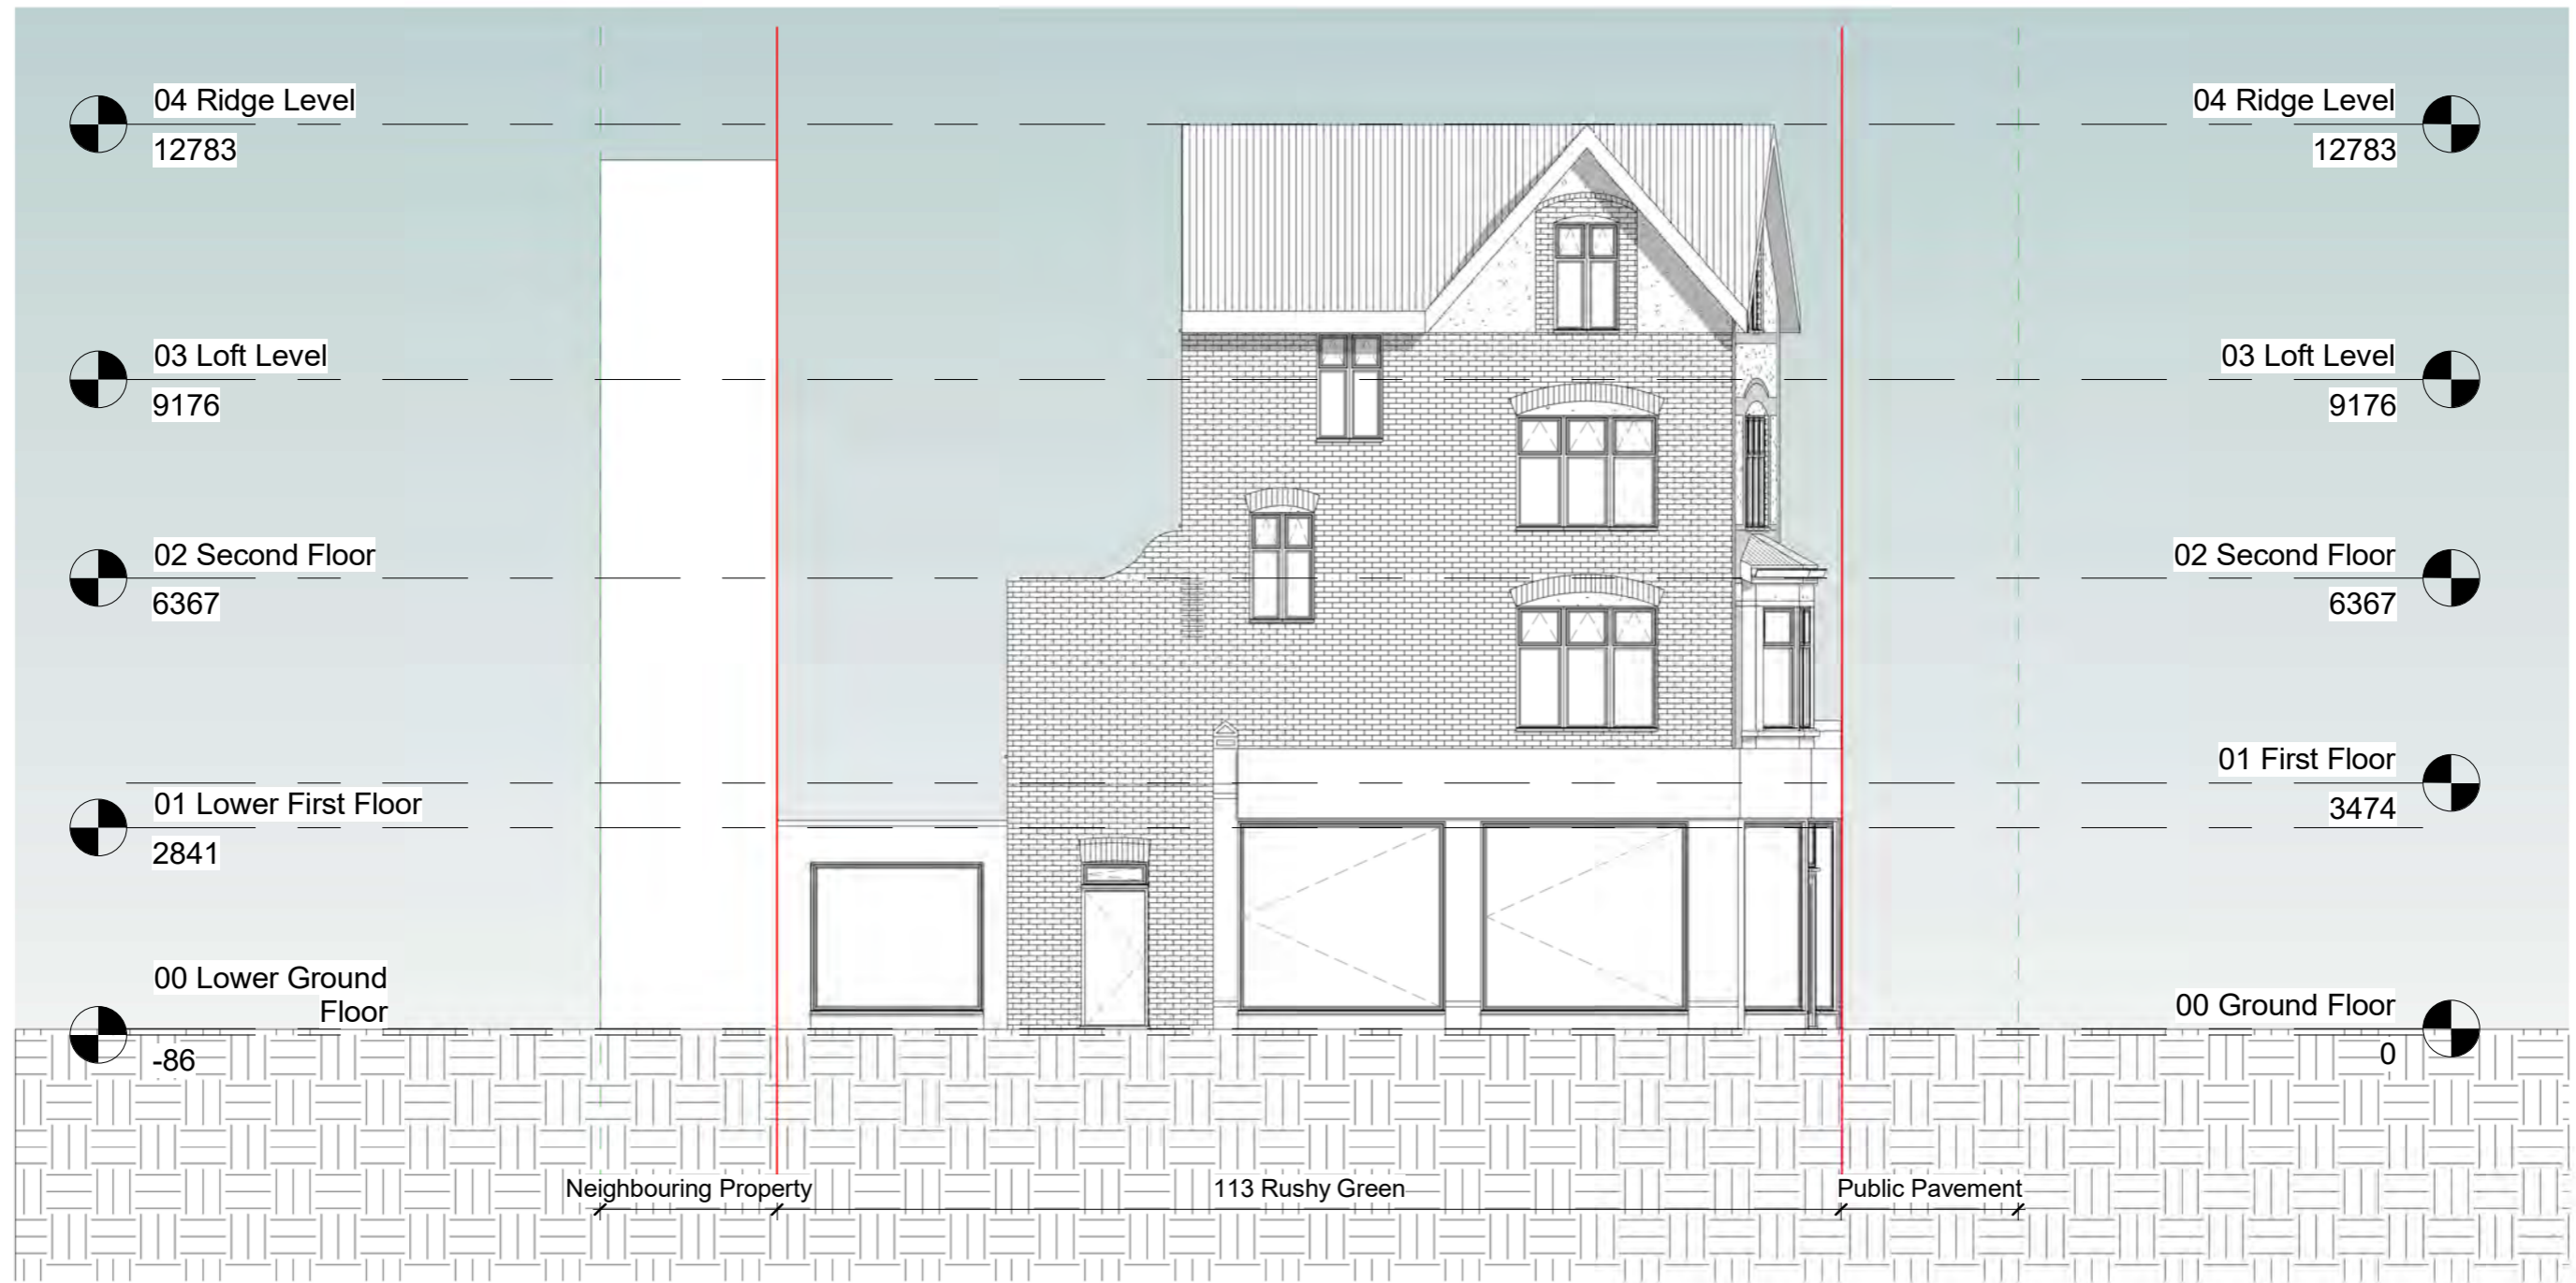 04 Ridge Level
12783
03 Loft Level
9176
02 Second Floor
6367
01 Lower First Floor
2841
00 Lower Ground
Floor
-86
04 Ridge Level
12783
03 Loft Level
9176
02 Second Floor
6367
01 First Floor
3474
00 Ground Floor
0
Neighbouring Property
113 Rushy Green
Public Pavement